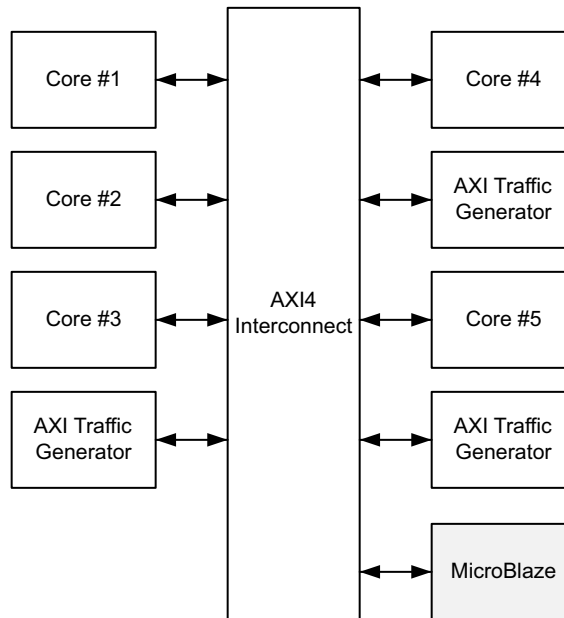 Core #1
Core #2
Core #3
AXI Traffic
Generator
AXI4
Interconnect
Core #4
AXI Traffic
Generator
Core #5
AXI Traffic
Generator
MicroBlaze